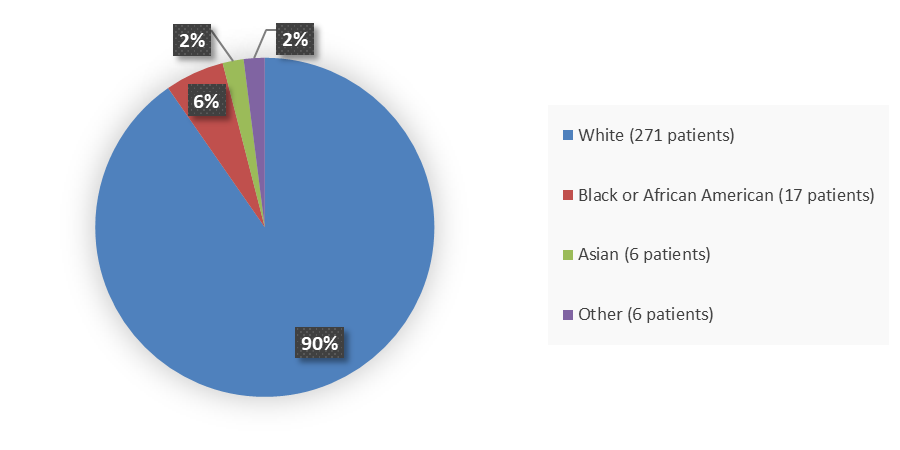 2%
2%
6%
90%
White (271 patients)
Black or African American (17 patients)
Asian (6 patients)
Other (6 patients)